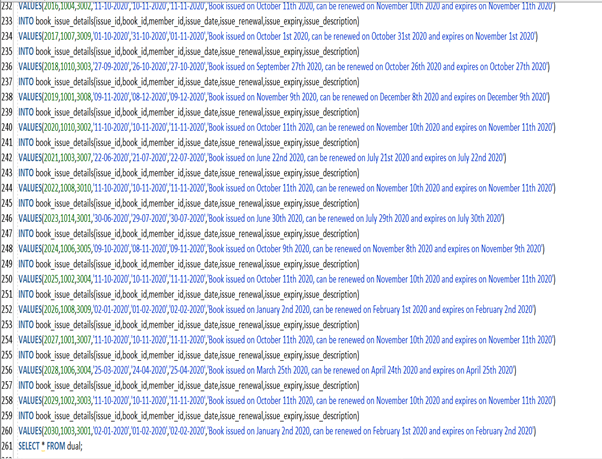 232 VALUES(2016,1004,3002,'11-10-2020','10-11-2020','11-11-2020','Book issued on October 11th 2020, can be renewed on November 10th 2020 and expires on November 11th 2020')
233 INTO book_issue_details(issue_id,book_id,member_id,issue_date,issue_renewal,issue_expiry,issue_description)
234 VALUES(2017,1007,3009,'01-10-2020','31-10-2020','01-11-2020','Book issued on October 1st 2020, can be renewed on October 31st 2020 and expires on November 1st 2020')
235 INTO book_issue_details(issue_id,book_id,member_id,issue_date,issue_renewal,issue_expiry,issue_description)
236 VALUES(2018,1010,3003,'27-09-2020','26-10-2020','27-10-2020','Book issued on September 27th 2020, can be renewed on October 26th 2020 and expires on October 27th 2020')
237 INTO book_issue_details(issue_id,book_id,member_id,issue_date,issue_renewal,issue_expiry,issue_description)
238 VALUES(2019,1001,3008,'09-11-2020','08-12-2020','09-12-2020','Book issued on November 9th 2020, can be renewed on December 8th 2020 and expires on December 9th 2020')
239 INTO book_issue_details(issue_id,book_id,member_id,issue_date,issue_renewal,issue_expiry,issue_description)
240 VALUES(2020,1010,3002,'11-10-2020','10-11-2020','11-11-2020','Book issued on October 11th 2020, can be renewed on November 10th 2020 and expires on November 11th 2020')
241 INTO book_issue_details(issue_id,book_id,member_id,issue_date,issue_renewal,issue_expiry,issue_description)
242 VALUES(2021,1003,3007,'22-06-2020','21-07-2020','22-07-2020','Book issued on June 22nd 2020, can be renewed on July 21st 2020 and expires on July 22nd 2020')
243 INTO book_issue_details(issue_id,book_id,member_id,issue_date,issue_renewal,issue_expiry,issue_description)
244 VALUES(2022,1008,3010,'11-10-2020','10-11-2020','11-11-2020','Book issued on October 11th 2020, can be renewed on November 10th 2020 and expires on November 11th 2020')
245 INTO book_issue_details(issue_id,book_id,member_id,issue_date,issue_renewal,issue_expiry,issue_description)
246 VALUES(2023,1014,3001,'30-06-2020','29-07-2020','30-07-2020','Book issued on June 30th 2020, can be renewed on July 29th 2020 and expires on July 30th 2020')
247 INTO book_issue_details(issue_id,book_id,member_id,issue_date,issue_renewal,issue_expiry,issue_description)
248 VALUES(2024,1006,3005,'09-10-2020','08-11-2020','09-11-2020','Book issued on October 9th 2020, can be renewed on November 8th 2020 and expires on November 9th 2020')
249 INTO book_issue_details(issue_id,book_id,member_id,issue_date,issue_renewal,issue_expiry,issue_description)
250 VALUES(2025,1002,3004,'11-10-2020','10-11-2020','11-11-2020','Book issued on October 11th 2020, can be renewed on November 10th 2020 and expires on November 11th 2020')
251 INTO book_issue_details(issue_id,book_id,member_id,issue_date,issue_renewal,issue_expiry,issue_description)
252 VALUES(2026,1008,3009,'02-01-2020','01-02-2020','02-02-2020','Book issued on January 2nd 2020, can be renewed on February 1st 2020 and expires on February 2nd 2020')
253 INTO book_issue_details(issue_id,book_id,member_id,issue_date,issue_renewal,issue_expiry,issue_description)
254 VALUES(2027,1001,3007,'11-10-2020','10-11-2020','11-11-2020','Book issued on October 11th 2020, can be renewed on November 10th 2020 and expires on November 11th 2020')
255 INTO book_issue_details(issue_id,book_id,member_id,issue_date,issue_renewal,issue_expiry,issue_description)
256 VALUES(2028,1006,3004,'25-03-2020','24-04-2020','25-04-2020','Book issued on March 25th 2020, can be renewed on April 24th 2020 and expires on April 25th 2020')
257 INTO book_issue_details(issue_id,book_id,member_id,issue_date,issue_renewal,issue_expiry,issue_description)
258 VALUES(2029,1002,3003,'11-10-2020','10-11-2020','11-11-2020','Book issued on October 11th 2020, can be renewed on November 10th 2020 and expires on November 11th 2020')
259 INTO book_issue_details(issue_id,book_id,member_id,issue_date,issue_renewal,issue_expiry,issue_description)
260 VALUES(2030,1003,3001,'02-01-2020','01-02-2020','02-02-2020','Book issued on January 2nd 2020, can be renewed on February 1st 2020 and expires on February 2nd 2020')
261 SELECT * FROM dual;